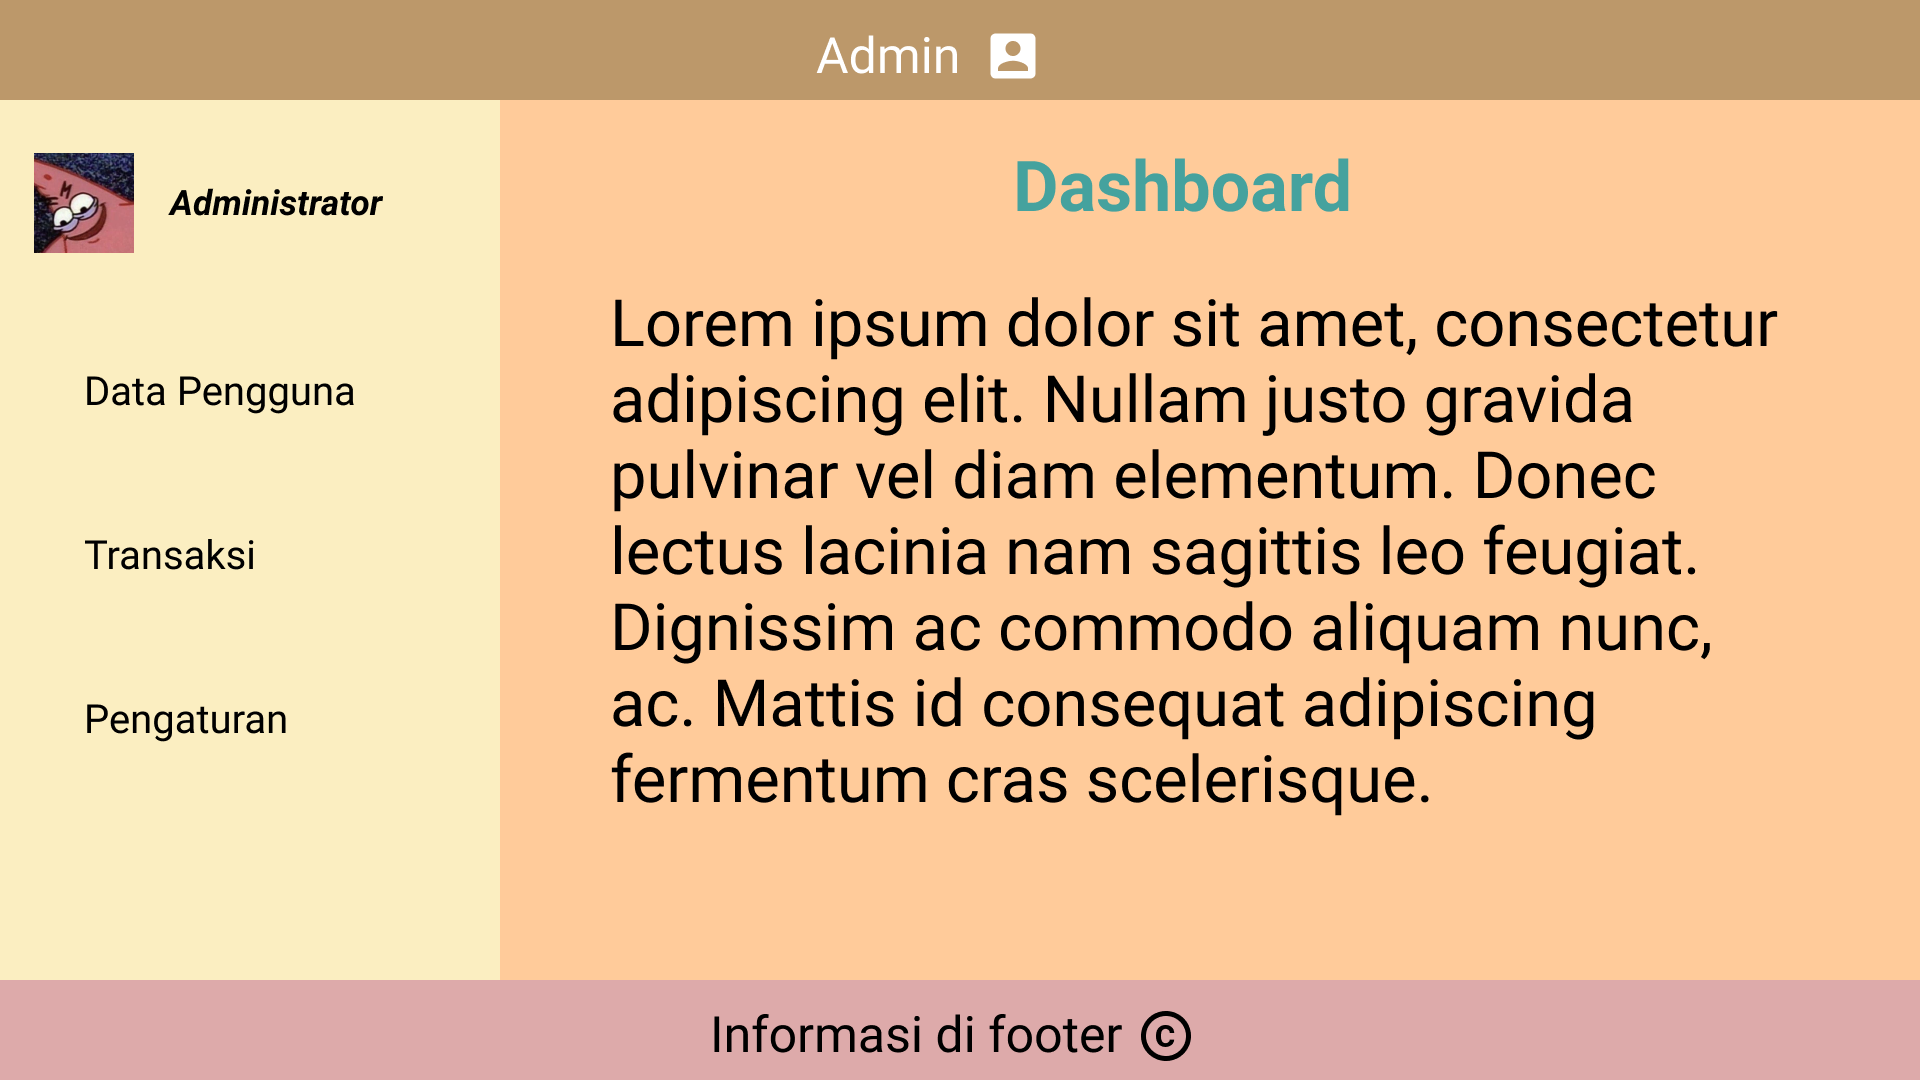 Admin
Administrator
Data Pengguna
Transaksi
Pengaturan
Dashboard
Lorem ipsum dolor sit amet, consectetur
adipiscing elit. Nullam justo gravida
pulvinar vel diam elementum. Donec
lectus lacinia nam sagittis leo feugiat.
Dignissim ac commodo aliquam nunc,
ac. Mattis id consequat adipiscing
fermentum cras scelerisque.
Informasi di footer ©